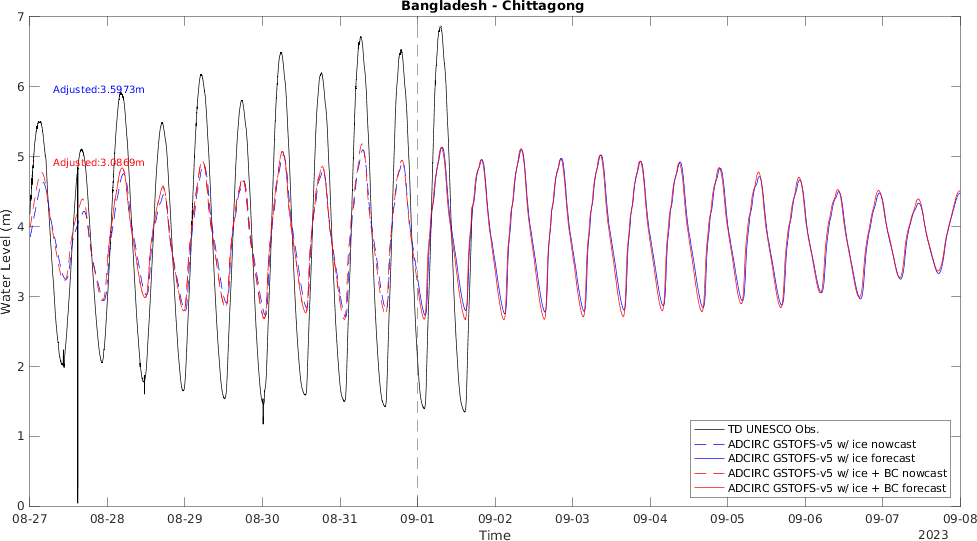 Bangladesh - Chittagong
7
6
5
4
3
2
1
0
Water Level (m)
Adjusted:3.5973m
Adjusted:3.0869m
TD UNESCO Obs.
ADCIRC GSTOFS-v5 w/ ice nowcast
ADCIRC GSTOFS-v5 w/ ice forecast
ADCIRC GSTOFS-v5 w/ ice + BC nowcast
ADCIRC GSTOFS-v5 w/ ice + BC forecast
08-27 08-28 08-29 08-30 08-31 09-01 09-02 09-03 09-04 09-05 09-06 09-07 09-08
Time
2023